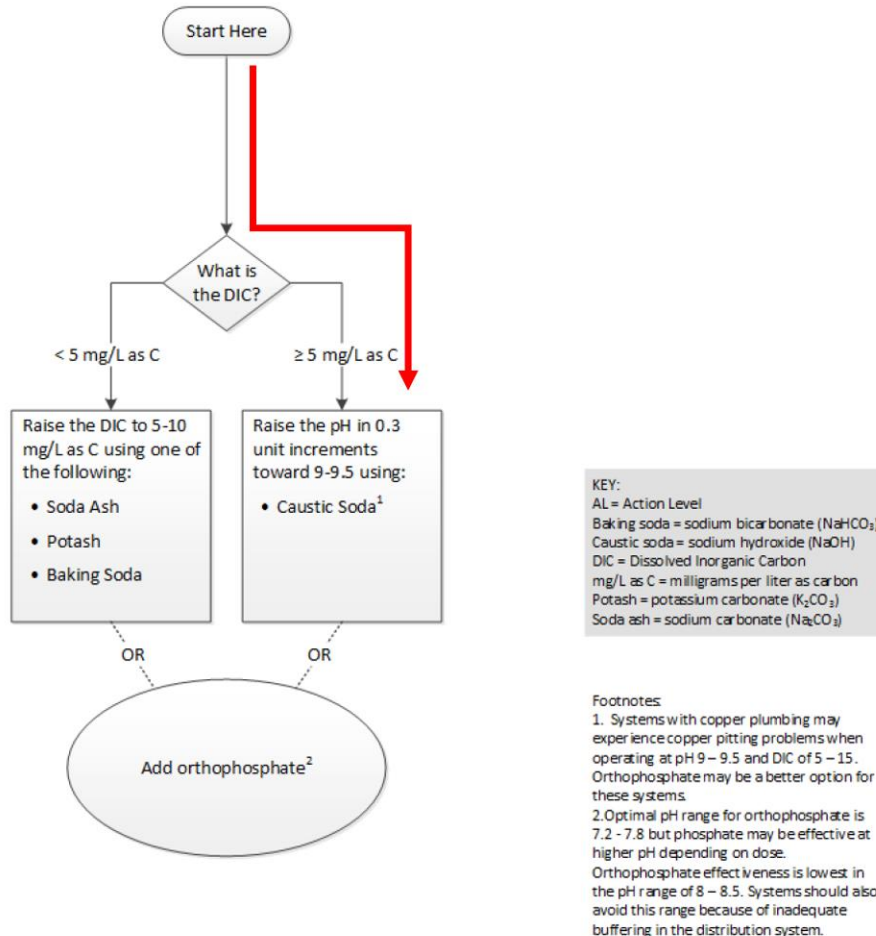 Start Here
What is
the DIC?
< 5 mg/L as C
≥ 5 mg/L as C
Raise the DIC to 5-10
mg/L as C using one of
the following:
• Soda Ash
• Potash
• Baking Soda
Raise the pH in 0.3
unit increments
toward 9-9.5 using:
• Caustic Soda¹
OR
OR
Add orthophosphate²
KEY:
AL = Action Level
Baking soda = sodium bicarbonate (NaHCO₃)
Caustic soda = sodium hydroxide (NaOH)
DIC = Dissolved Inorganic Carbon
mg/L as C = milligrams per liter as carbon
Potash = potassium carbonate (K₂CO₃)
Soda ash = sodium carbonate (Na₂CO₃)
Footnotes:
1. Systems with copper plumbing may
experience copper pitting problems when
operating at pH 9 – 9.5 and DIC of 5 – 15.
Orthophosphate may be a better option for
these systems.
2.Optimal pH range for orthophosphate is
7.2 - 7.8 but phosphate may be effective at
higher pH depending on dose.
Orthophosphate effectiveness is lowest in
the pH range of 8 – 8.5. Systems should also
avoid this range because of inadequate
buffering in the distribution system.